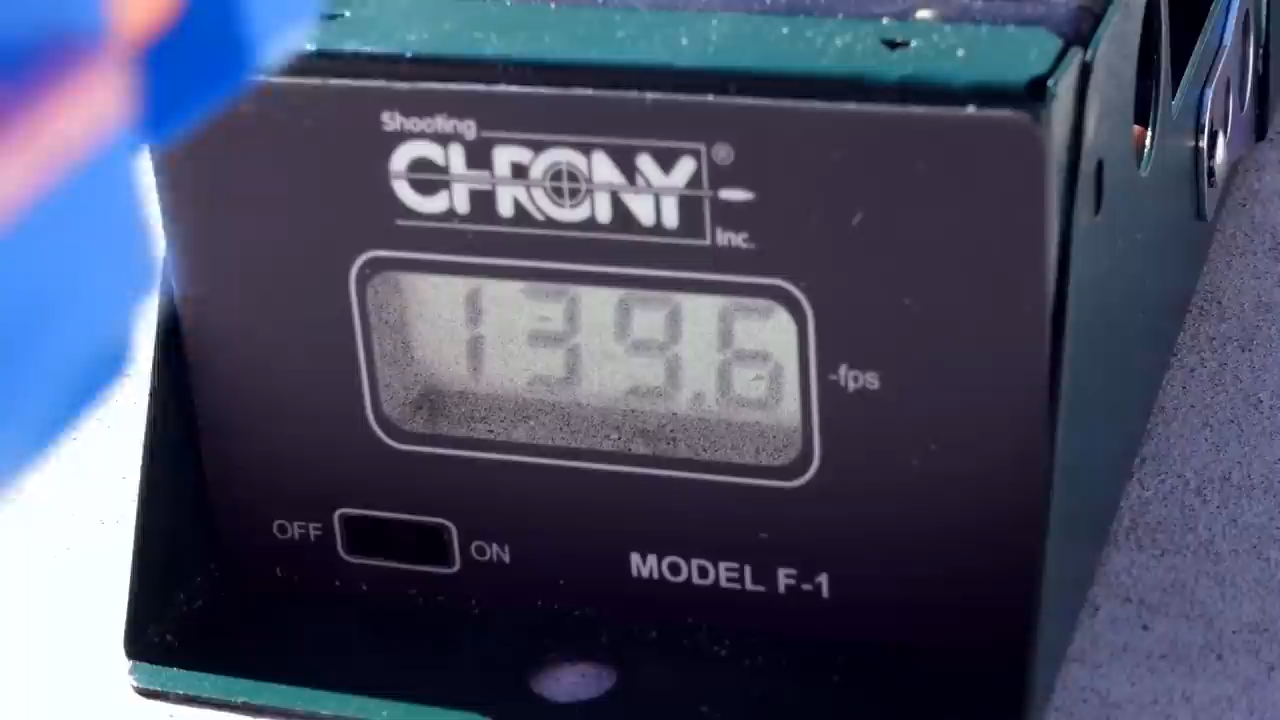 Shooting
CHRONY®
Inc.
139.6
-fps
OFF ON
MODEL F-1